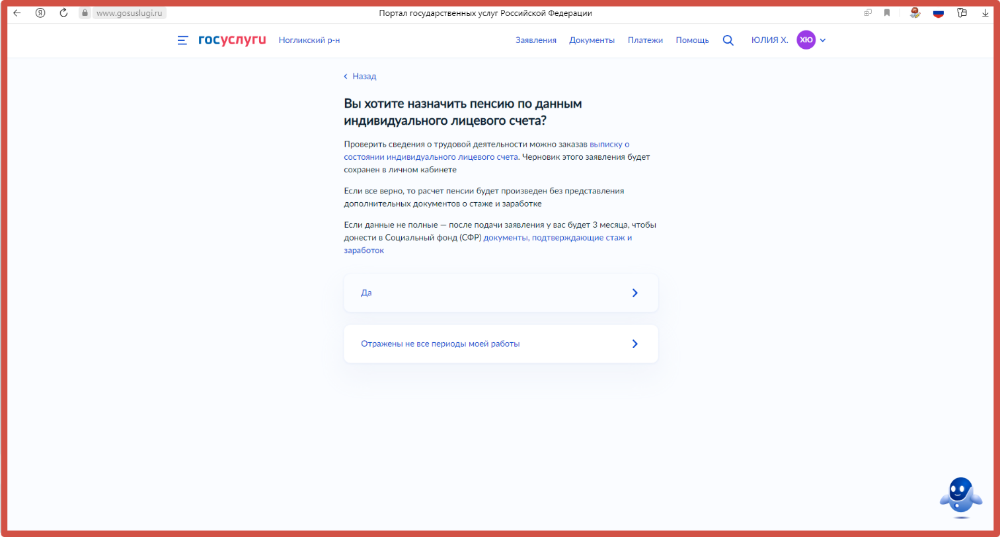 www.gosuslugi.ru
Портал государственных услуг Российской Федерации
госуслуги
Ногликский р-н
Заявления
Документы
Платежи
Помощь
ЮЛИЯ Х.
ХЮ
Назад
Вы хотите назначить пенсию по данным
индивидуального лицевого счета?
Проверить сведения о трудовой деятельности можно заказав выписку о
состоянии индивидуального лицевого счета. Черновик этого заявления будет
сохранен в личном кабинете
Если все верно, то расчет пенсии будет произведен без представления
дополнительных документов о стаже и заработке
Если данные не полные — после подачи заявления у вас будет 3 месяца, чтобы
донести в Социальный фонд (СФР) документы, подтверждающие стаж и
заработок
Да
Отражены не все периоды моей работы